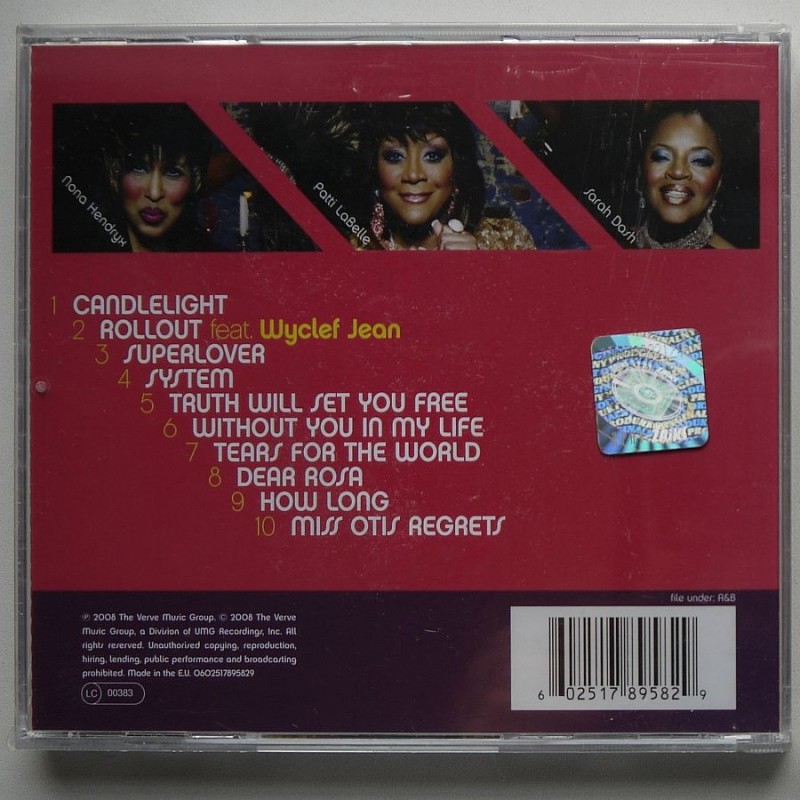 Nona Hendryx
Patti LaBelle
Sarah Dash
1 CANDLELIGHT
2 ROLLOUT feat. Wyclef Jean
3 SUPERLOVER
4 SYSTEM
5 TRUTH WILL SET YOU FREE
6 WITHOUT YOU IN MY LIFE
7 TEARS FOR THE WORLD
8 DEAR ROSA
9 HOW LONG
10 MISS OTIS REGRETS
file under: R&B
℗ 2008 The Verve Music Group. © 2008 The Verve
Music Group, a Division of UMG Recordings, Inc. All
rights reserved. Unauthorized copying, reproduction,
hiring, lending, public performance and broadcasting
prohibited. Made in the E.U. 0602517895829
LC 00383
6 02517 89582 9